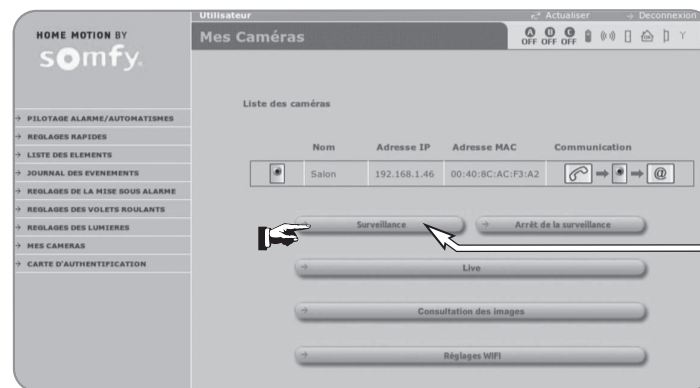 Utilisateur
Actualiser
Deconnexion
HOME MOTION BY
somfy.
Mes Caméras
A B C
OFF OFF OFF
PILOTAGE ALARME/AUTOMATISMES
REGLAGES RAPIDES
LISTE DES ELEMENTS
JOURNAL DES EVENEMENTS
REGLAGES DE LA MISE SOUS ALARME
REGLAGES DES VOLETS ROULANTS
REGLAGES DES LUMIERES
MES CAMERAS
CARTE D'AUTHENTIFICATION
Liste des caméras
Nom Adresse IP Adresse MAC Communication
Salon 192.168.1.46 00:40:8C:AC:F3:A2 @
Surveillance
Arrêt de la surveillance
Live
Consultation des images
Réglages WIFI